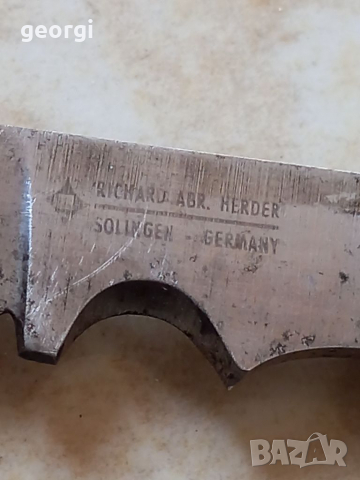 georgi
RICHARD ABR. HERDER
SOLINGEN - GERMANY
BAZAR